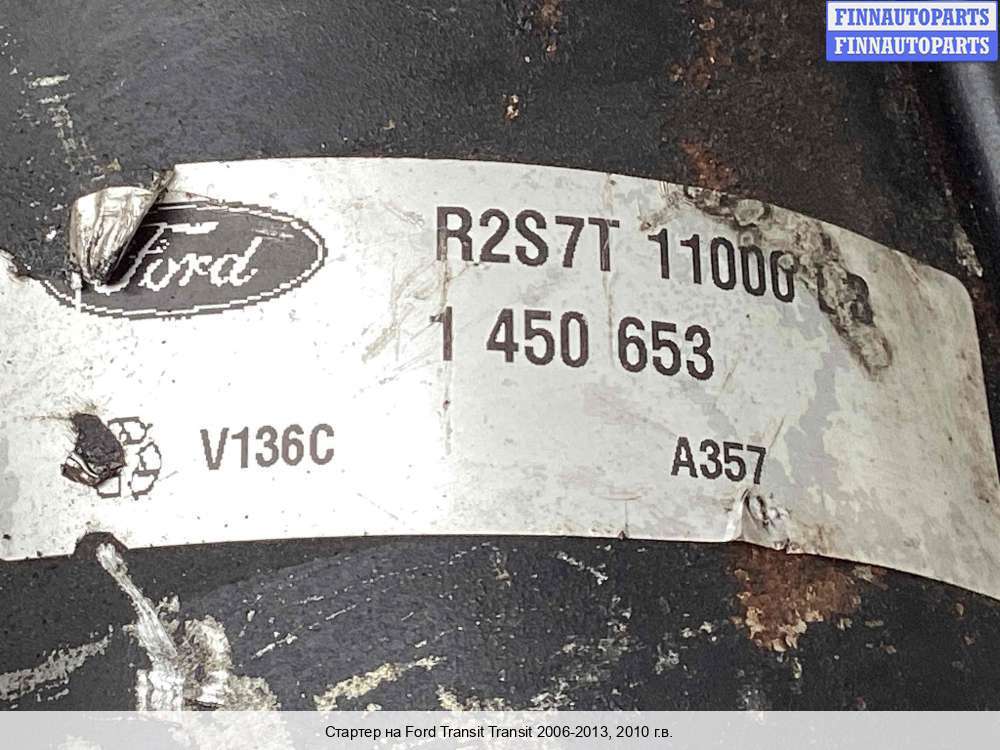 FINNAUTOPARTS
FINNAUTOPARTS
Ford
R2S7T 11000
1 450 653
V136C
A357
Стартер на Ford Transit Transit 2006-2013, 2010 г.в.